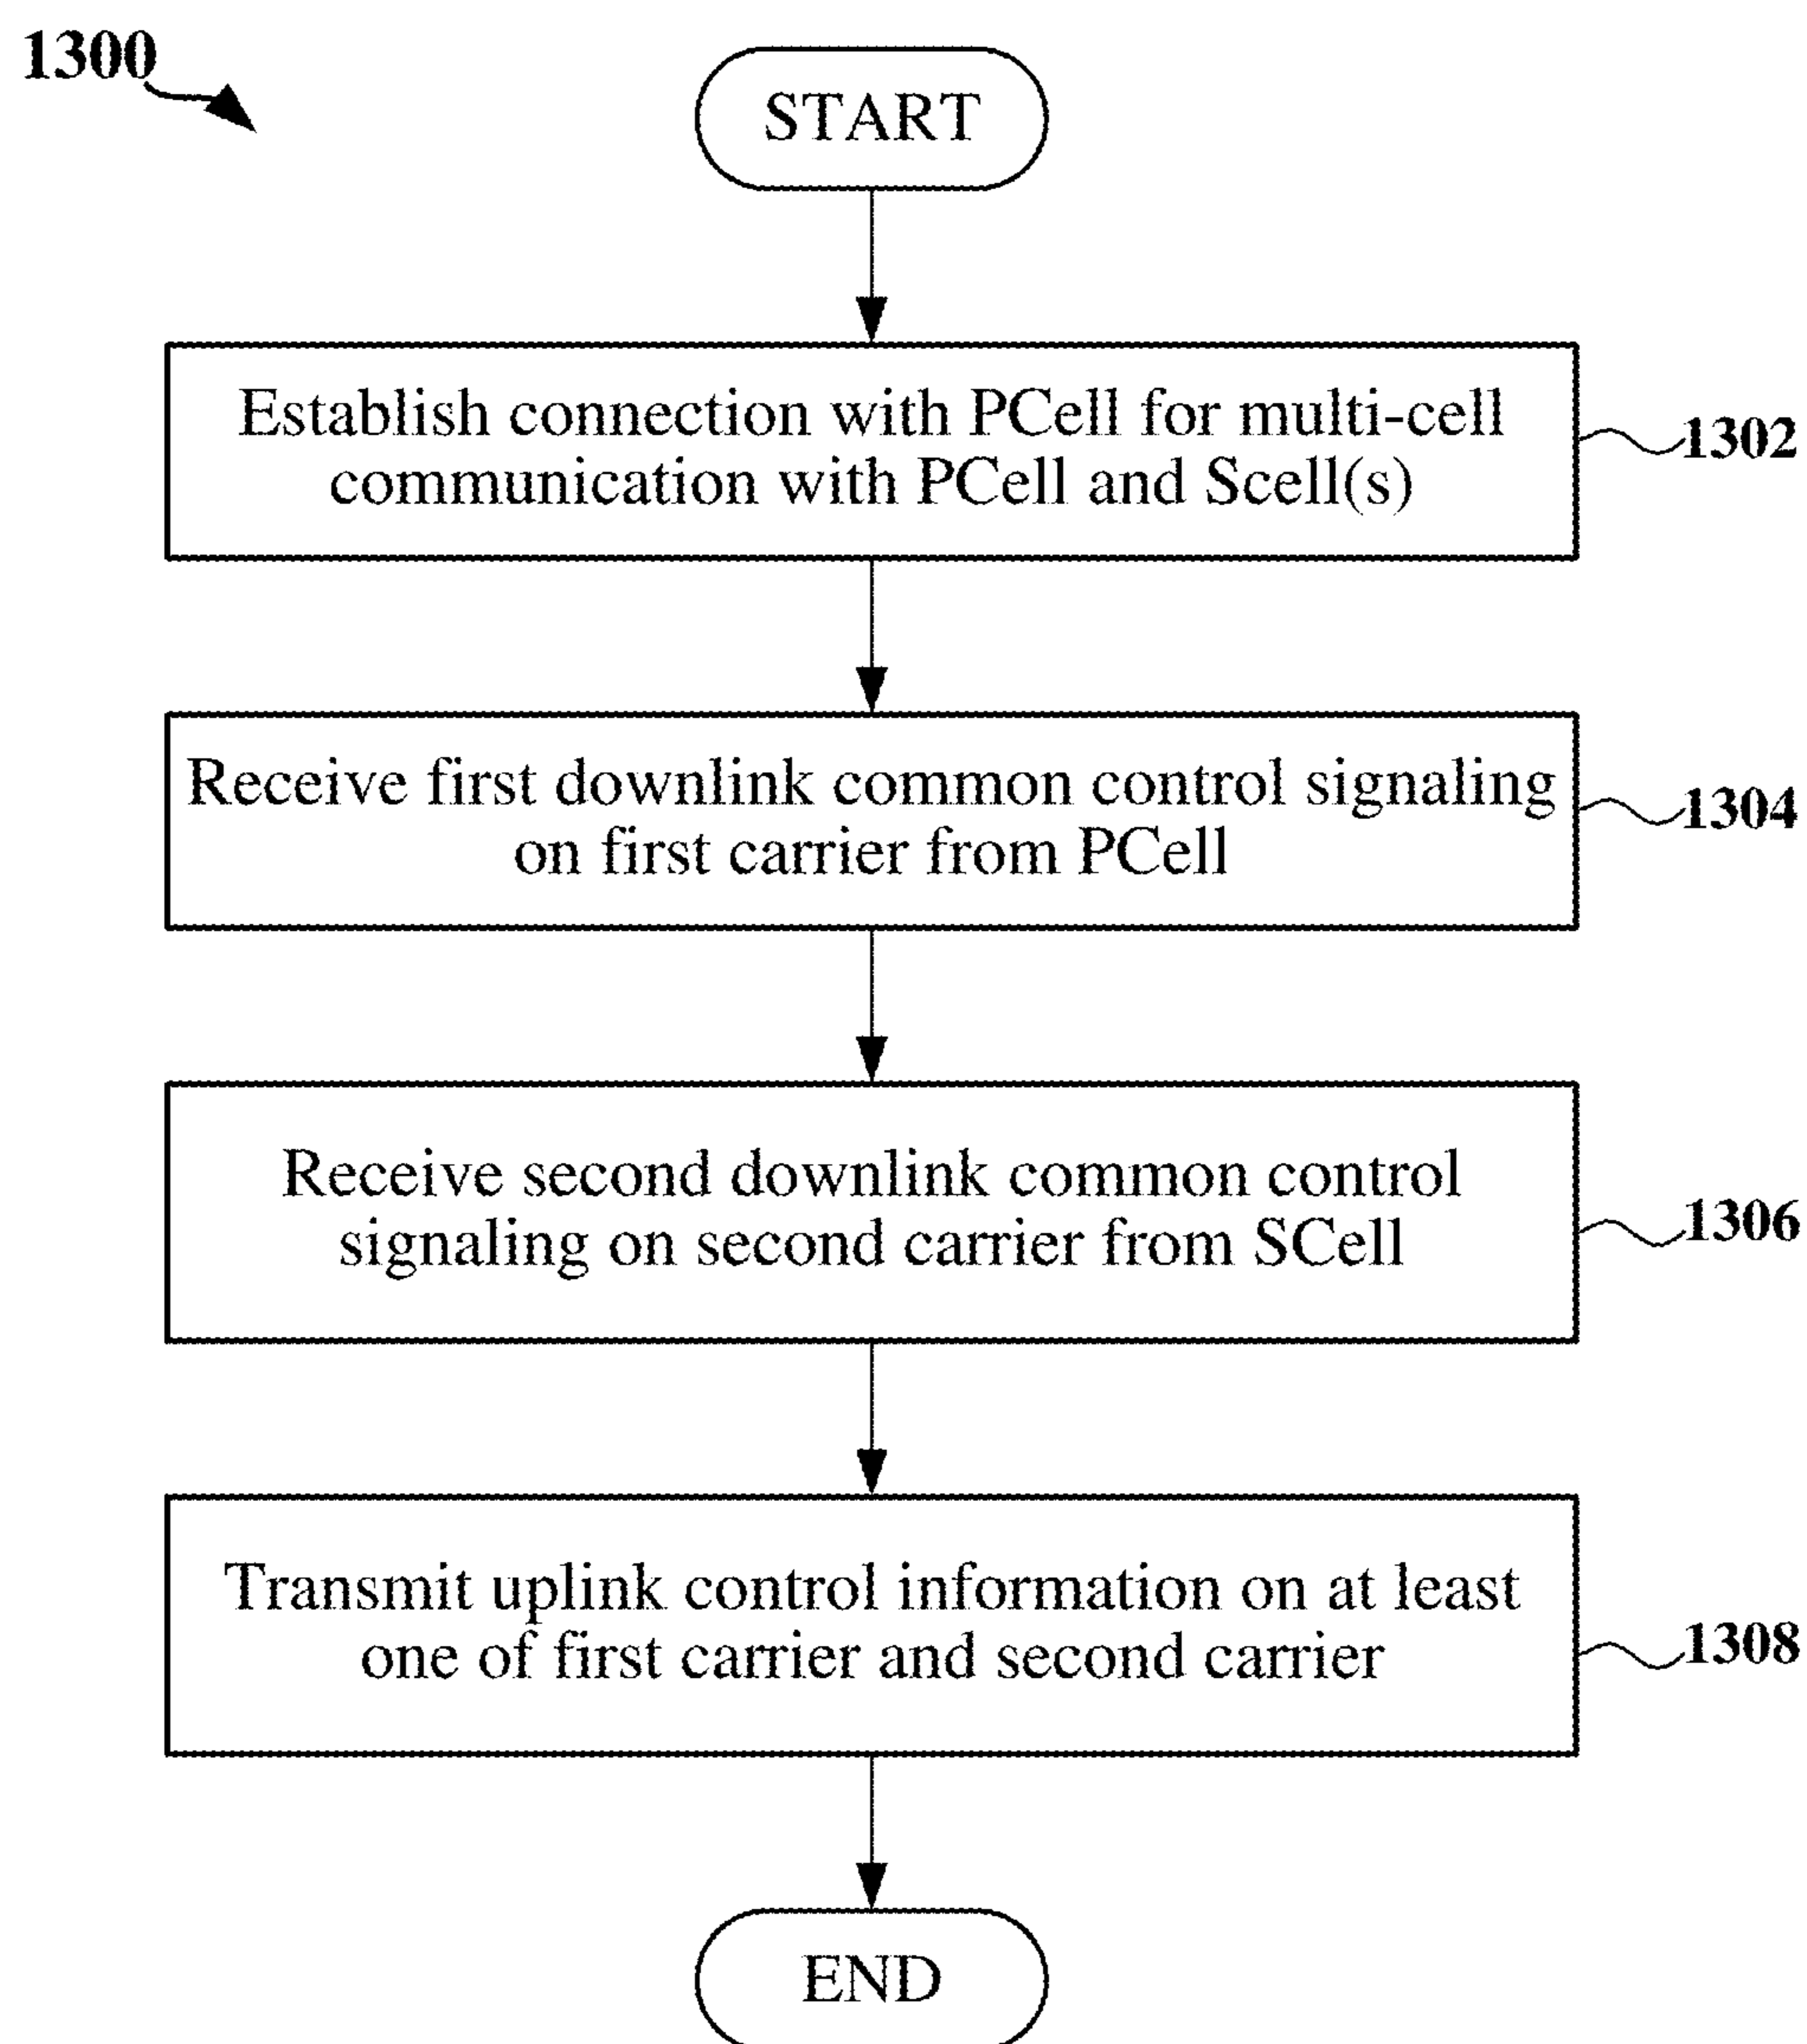 1300
START
Establish connection with PCell for multi-cell
communication with PCell and Scell(s)
1302
Receive first downlink common control signaling
on first carrier from PCell
1304
Receive second downlink common control
signaling on second carrier from SCell
1306
Transmit uplink control information on at least
one of first carrier and second carrier
1308
END